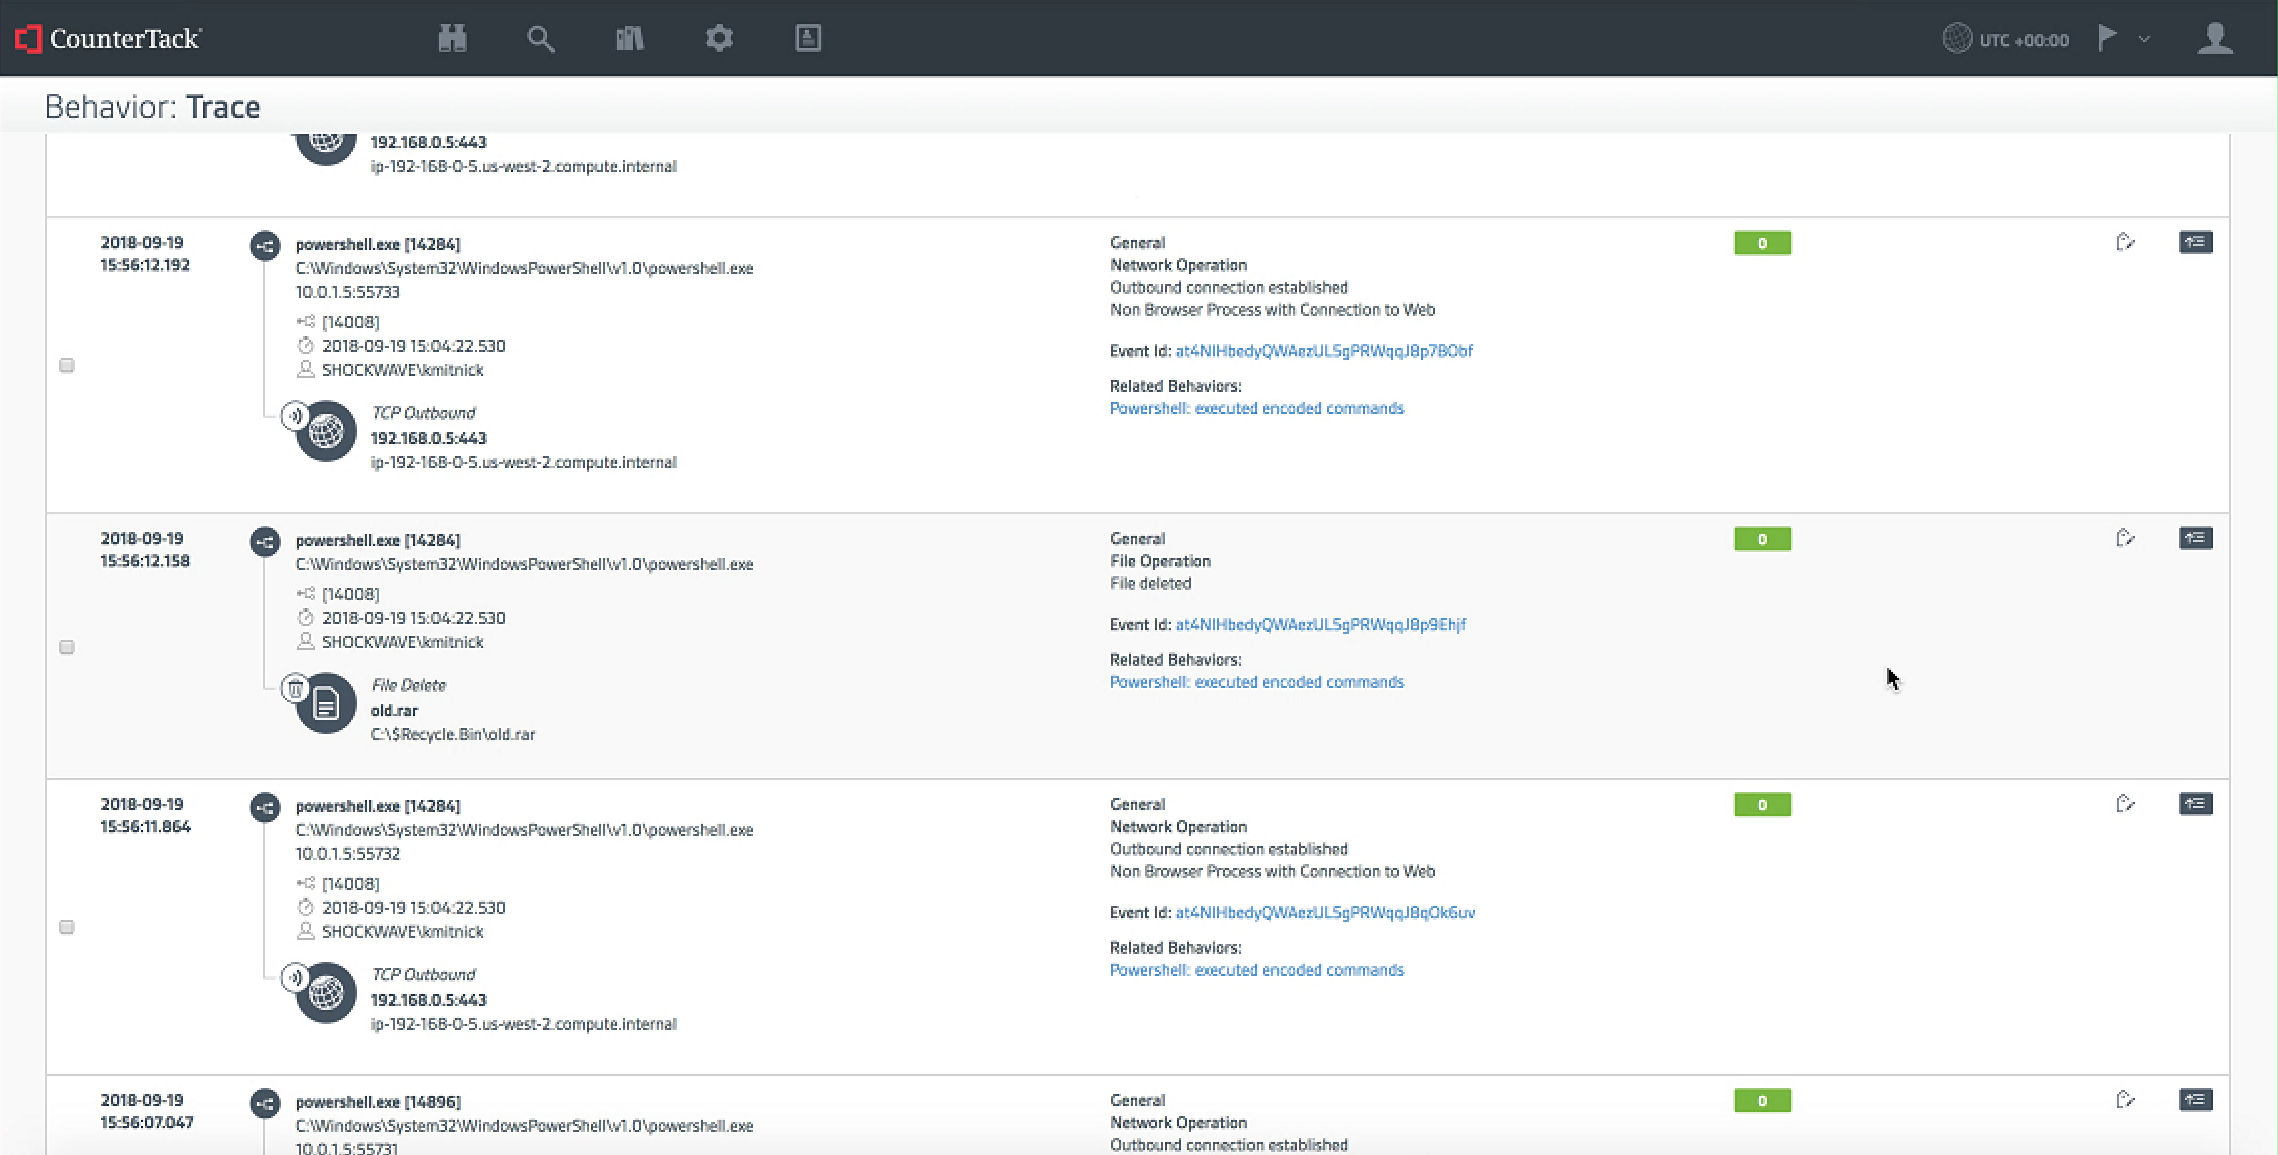 CounterTack
UTC +00:00
Behavior: Trace
192.168.0.5:443
ip-192-168-0-5.us-west-2.compute.internal
2018-09-19
15:56:12.192
powershell.exe [14284]
C:\Windows\System32\WindowsPowerShell\v1.0\powershell.exe
10.0.1.5:55733
[14008]
2018-09-19 15:04:22.530
SHOCKWAVE\kmitnick
TCP Outbound
192.168.0.5:443
ip-192-168-0-5.us-west-2.compute.internal
General
Network Operation
Outbound connection established
Non Browser Process with Connection to Web
Event Id: at4NIHbedyQWAezUL5gPRWqqJ8p7BObf
Related Behaviors:
Powershell: executed encoded commands
0
2018-09-19
15:56:12.158
powershell.exe [14284]
C:\Windows\System32\WindowsPowerShell\v1.0\powershell.exe
[14008]
2018-09-19 15:04:22.530
SHOCKWAVE\kmitnick
File Delete
old.rar
C:\$Recycle.Bin\old.rar
General
File Operation
File deleted
Event Id: at4NIHbedyQWAezUL5gPRWqqJ8p9Ehjf
Related Behaviors:
Powershell: executed encoded commands
0
2018-09-19
15:56:11.864
powershell.exe [14284]
C:\Windows\System32\WindowsPowerShell\v1.0\powershell.exe
10.0.1.5:55732
[14008]
2018-09-19 15:04:22.530
SHOCKWAVE\kmitnick
TCP Outbound
192.168.0.5:443
ip-192-168-0-5.us-west-2.compute.internal
General
Network Operation
Outbound connection established
Non Browser Process with Connection to Web
Event Id: at4NIHbedyQWAezUL5gPRWqqJ8qOk6uv
Related Behaviors:
Powershell: executed encoded commands
0
2018-09-19
15:56:07.047
powershell.exe [14896]
C:\Windows\System32\WindowsPowerShell\v1.0\powershell.exe
10.0.1.5:55731
General
Network Operation
Outbound connection established
0